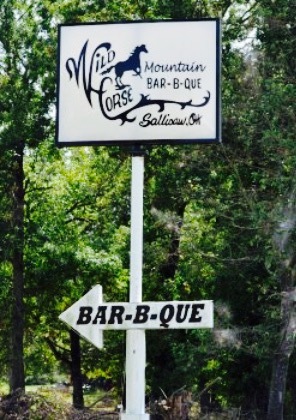 Wild Horse
Mountain
BAR-B-QUE
Sallisaw, OK
BAR-B-QUE